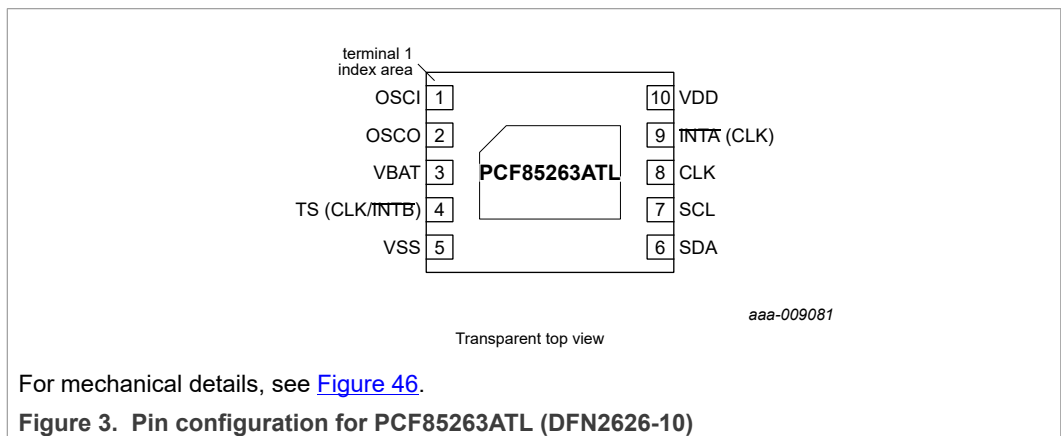 terminal 1
index area
OSCI 1 10 VDD
OSCO 2 9 INTA (CLK)
VBAT 3 PCF85263ATL 8 CLK
TS (CLK/INTB) 4 7 SCL
VSS 5 6 SDA
aaa-009081
Transparent top view
For mechanical details, see Figure 46.
Figure 3. Pin configuration for PCF85263ATL (DFN2626-10)